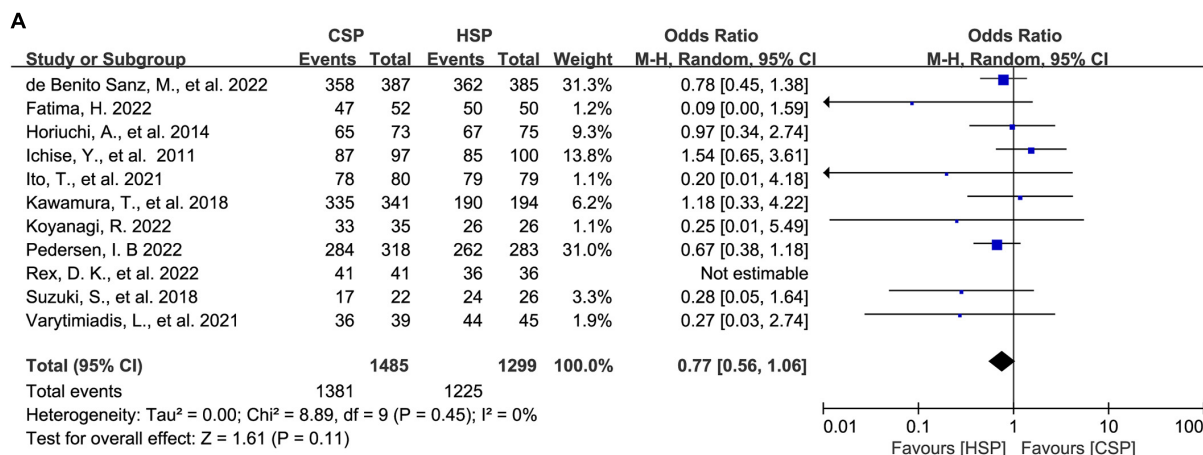 A
CSP HSP Odds Ratio Odds Ratio
Study or Subgroup Events Total Events Total Weight M-H, Random, 95% CI M-H, Random, 95% CI
de Benito Sanz, M., et al. 2022 358 387 362 385 31.3% 0.78 [0.45, 1.38]
Fatima, H. 2022 47 52 50 50 1.2% 0.09 [0.00, 1.59]
Horiuchi, A., et al. 2014 65 73 67 75 9.3% 0.97 [0.34, 2.74]
Ichise, Y., et al. 2011 87 97 85 100 13.8% 1.54 [0.65, 3.61]
Ito, T., et al. 2021 78 80 79 79 1.1% 0.20 [0.01, 4.18]
Kawamura, T., et al. 2018 335 341 190 194 6.2% 1.18 [0.33, 4.22]
Koyanagi, R. 2022 33 35 26 26 1.1% 0.25 [0.01, 5.49]
Pedersen, I. B 2022 284 318 262 283 31.0% 0.67 [0.38, 1.18]
Rex, D. K., et al. 2022 41 41 36 36 Not estimable
Suzuki, S., et al. 2018 17 22 24 26 3.3% 0.28 [0.05, 1.64]
Varytimiadis, L., et al. 2021 36 39 44 45 1.9% 0.27 [0.03, 2.74]
Total (95% CI) 1485 1299 100.0% 0.77 [0.56, 1.06]
Total events 1381 1225
Heterogeneity: Tau² = 0.00; Chi² = 8.89, df = 9 (P = 0.45); I² = 0%
Test for overall effect: Z = 1.61 (P = 0.11)
0.01 0.1 1 10 100
Favours [HSP] Favours [CSP]